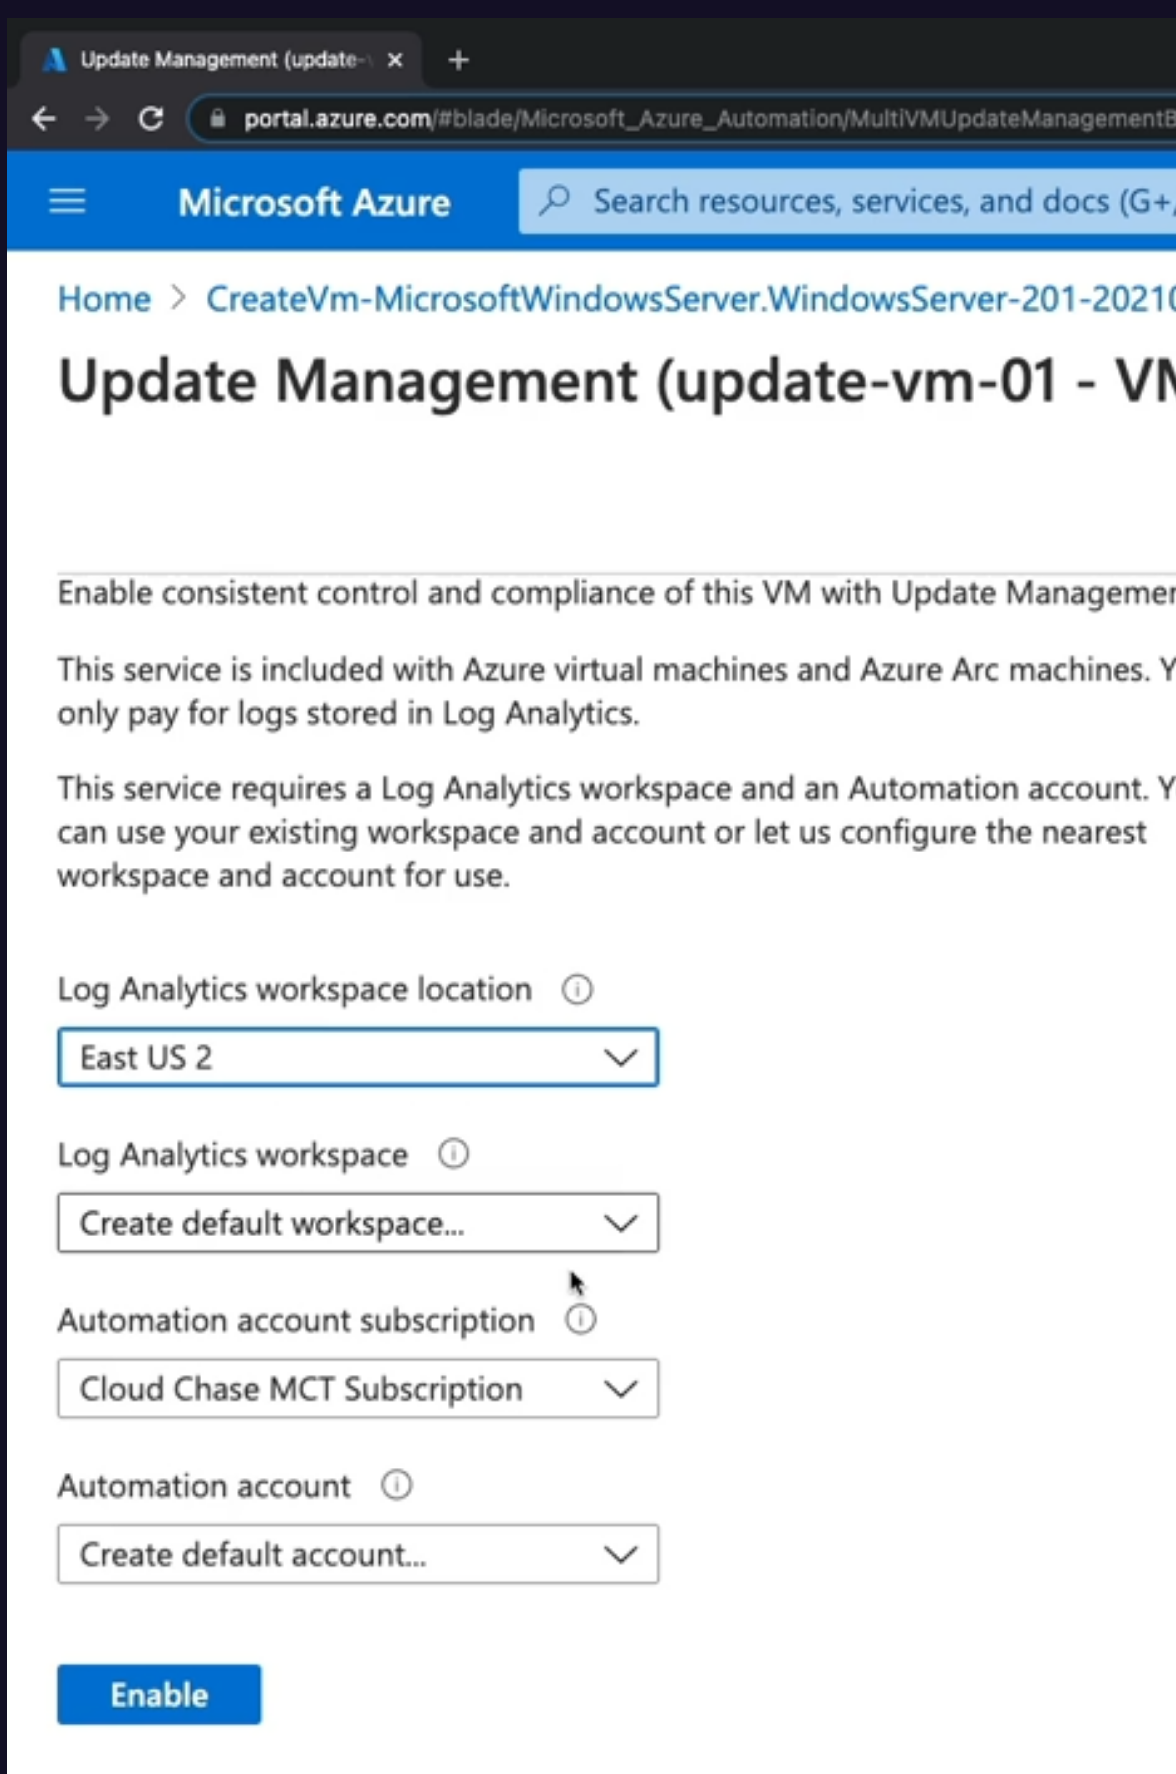 Update Management (update-
portal.azure.com/#blade/Microsoft_Azure_Automation/MultiVMUpdateManagementB
Microsoft Azure
Search resources, services, and docs (G+/
Home > CreateVm-MicrosoftWindowsServer.WindowsServer-201-20210
Update Management (update-vm-01 - VM
Enable consistent control and compliance of this VM with Update Managemen
This service is included with Azure virtual machines and Azure Arc machines. Y
only pay for logs stored in Log Analytics.
This service requires a Log Analytics workspace and an Automation account. Y
can use your existing workspace and account or let us configure the nearest
workspace and account for use.
Log Analytics workspace location
East US 2
Log Analytics workspace
Create default workspace...
Automation account subscription
Cloud Chase MCT Subscription
Automation account
Create default account...
Enable